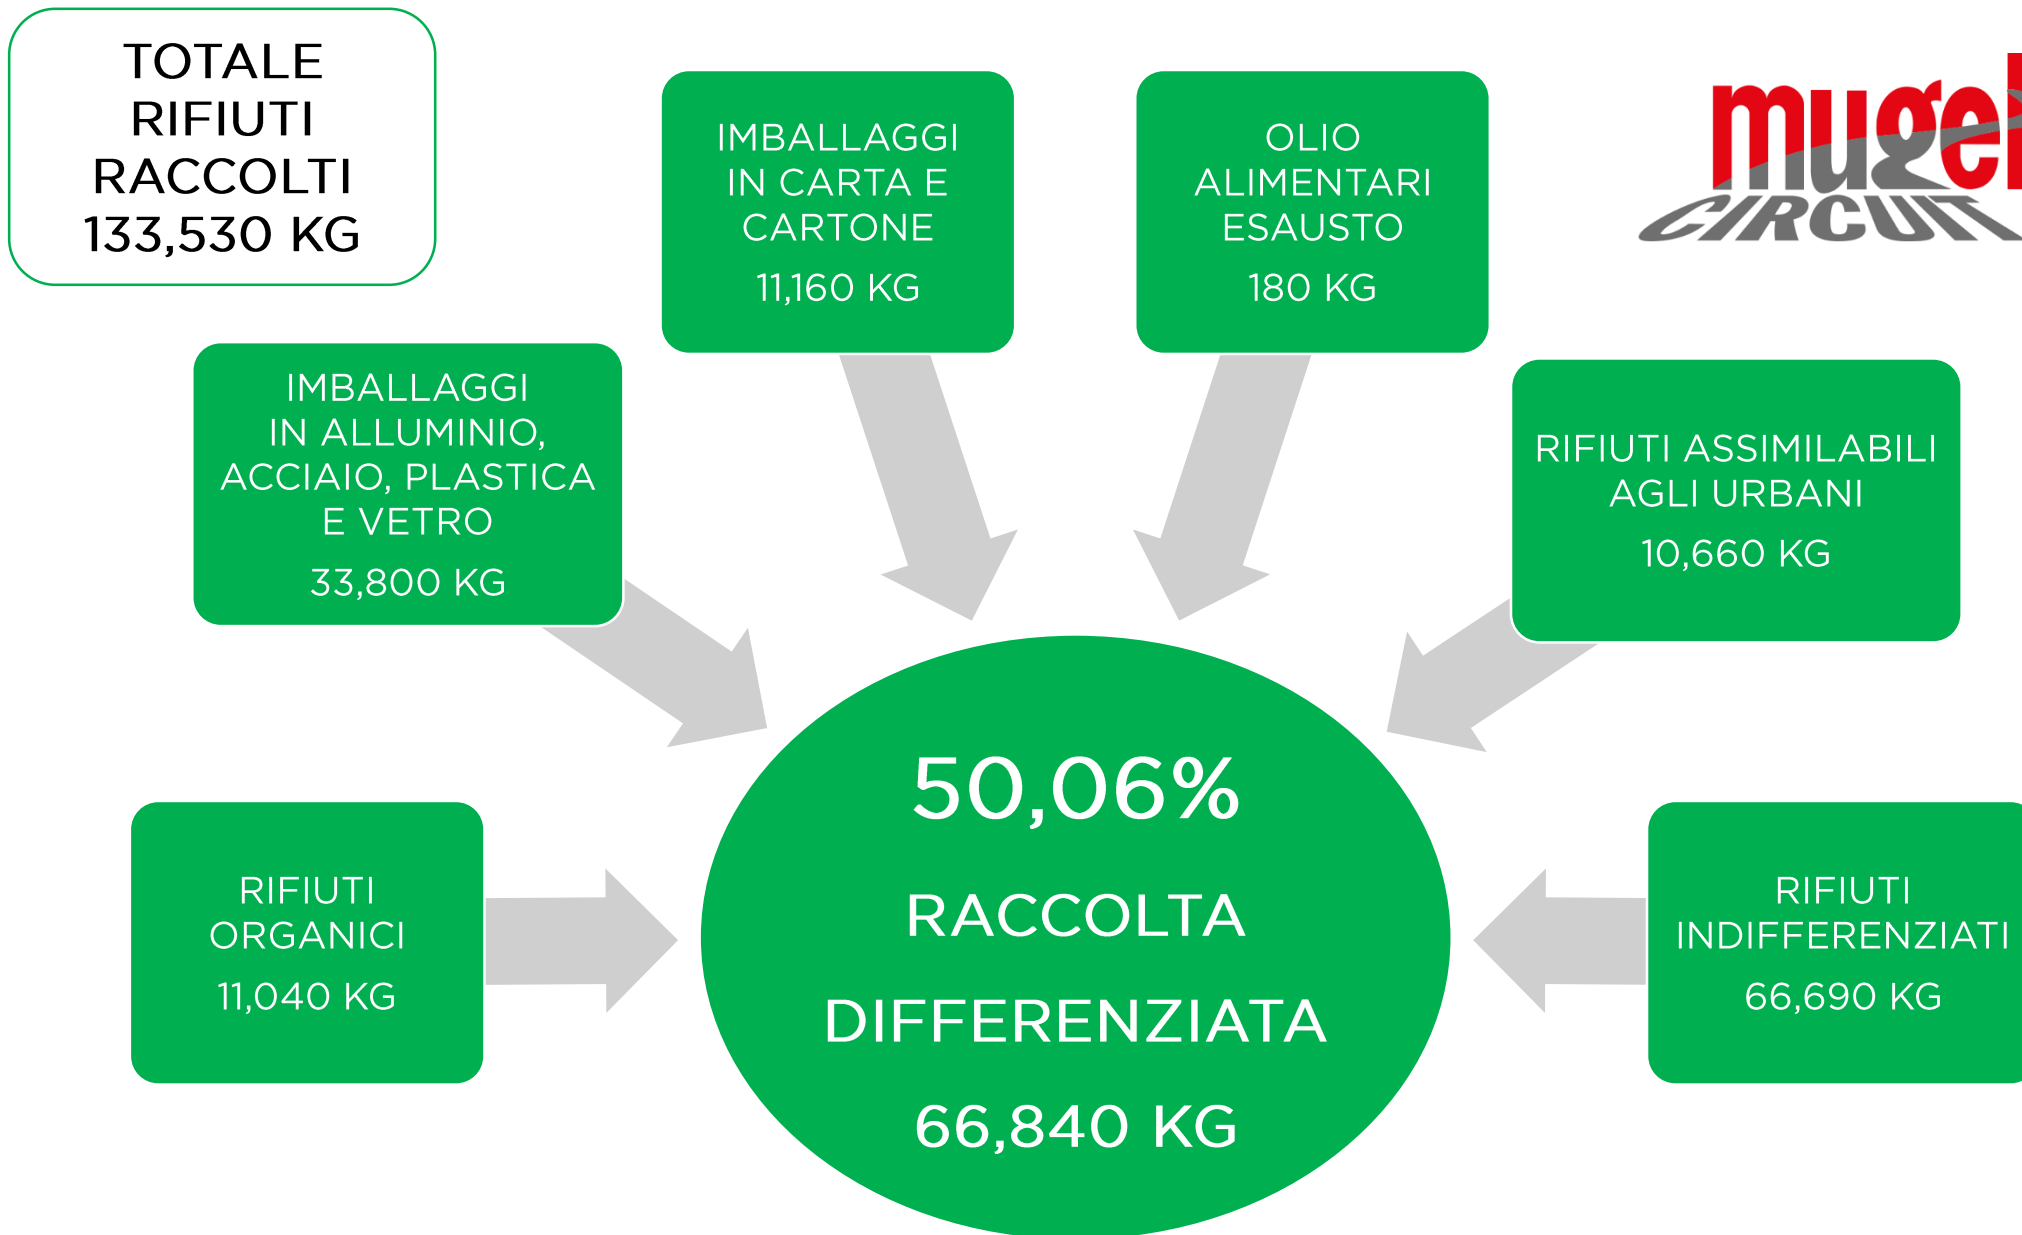 TOTALE
RIFIUTI
RACCOLTI
133,530 KG
IMBALLAGGI
IN CARTA E
CARTONE
11,160 KG
OLIO
ALIMENTARI
ESAUSTO
180 KG
mugel
CIRCUIT
IMBALLAGGI
IN ALLUMINIO,
ACCIAIO, PLASTICA
E VETRO
33,800 KG
RIFIUTI ASSIMILABILI
AGLI URBANI
10,660 KG
RIFIUTI
ORGANICI
11,040 KG
50,06%
RACCOLTA
DIFFERENZIATA
66,840 KG
RIFIUTI
INDIFFERENZIATI
66,690 KG